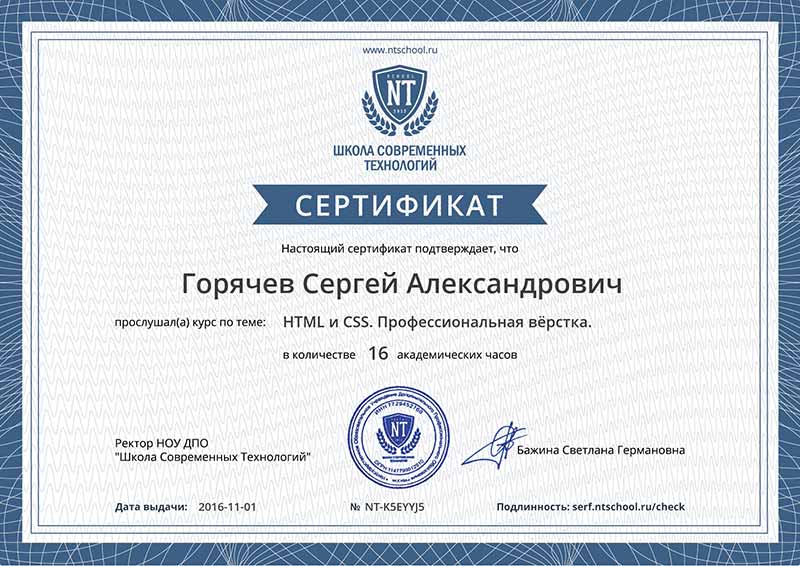 www.ntschool.ru
SCHOOL
NT
2012
ШКОЛА СОВРЕМЕННЫХ
ТЕХНОЛОГИЙ
СЕРТИФИКАТ
Настоящий сертификат подтверждает, что
Горячев Сергей Александрович
прослушал(а) курс по теме: HTML и CSS. Профессиональная вёрстка.
в количестве 16 академических часов
NT
Ректор НОУ ДПО
"Школа Современных Технологий"
Бажина Светлана Германовна
Дата выдачи: 2016-11-01 № NT-K5EYYJ5 Подлинность: serf.ntschool.ru/check